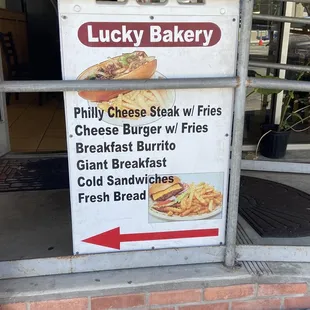 Lucky Bakery
Philly Cheese Steak w/ Fries
Cheese Burger w/ Fries
Breakfast Burrito
Giant Breakfast
Cold Sandwiches
Fresh Bread